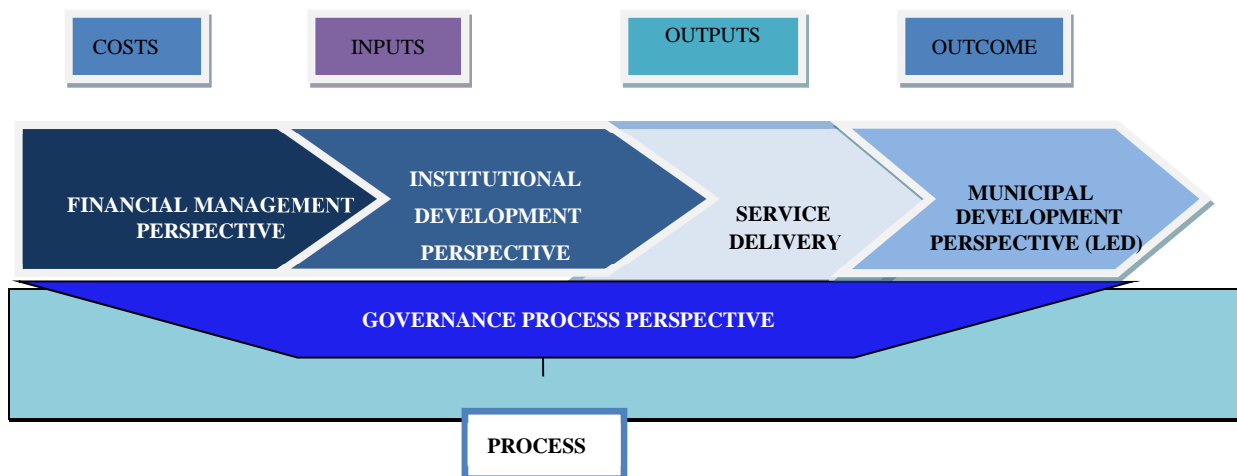 COSTS
INPUTS
OUTPUTS
OUTCOME
FINANCIAL MANAGEMENT
PERSPECTIVE
INSTITUTIONAL
DEVELOPMENT
PERSPECTIVE
SERVICE
DELIVERY
MUNICIPAL
DEVELOPMENT
PERSPECTIVE (LED)
GOVERNANCE PROCESS PERSPECTIVE
PROCESS